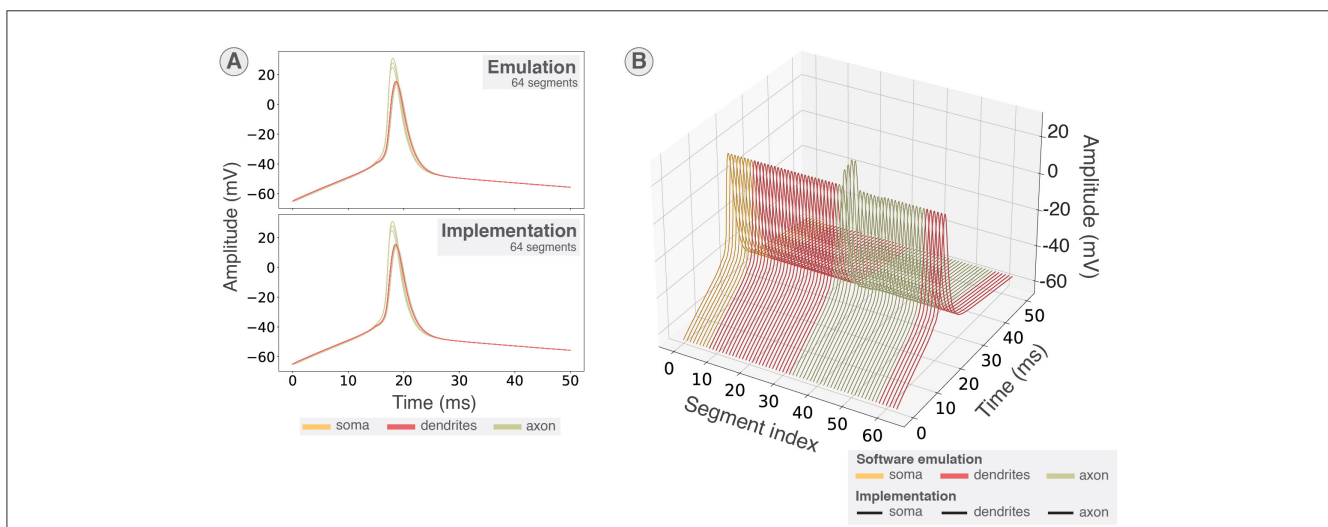 A
Emulation
64 segments
20
0
−20
−40
−60
Implementation
64 segments
20
0
−20
−40
−60
Amplitude (mV)
0 10 20 30 40 50
Time (ms)
soma dendrites axon
B
20
0
-20
-40
-60
Amplitude (mV)
0 10 20 30 40 50 60
Segment index
0 10 20 30 40 50
Time (ms)
Software emulation
soma dendrites axon
Implementation
soma dendrites axon